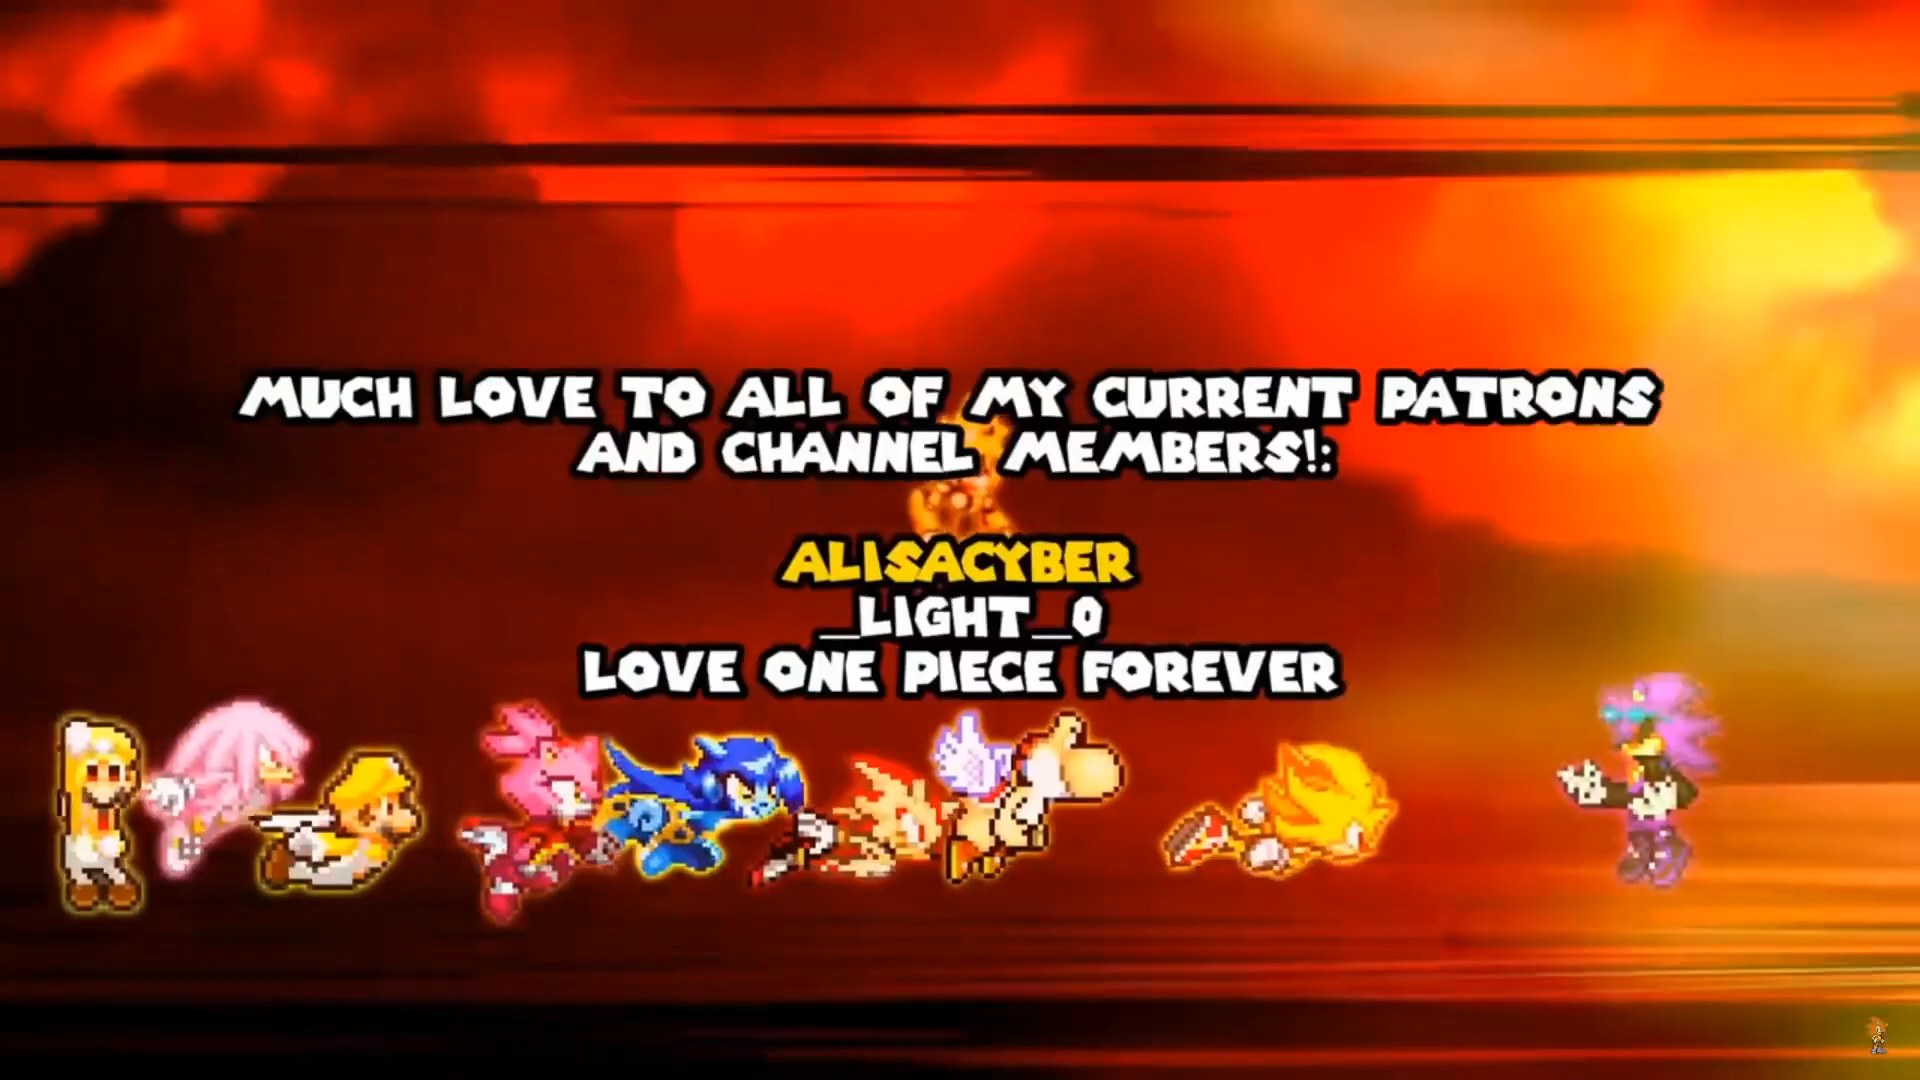 MUCH LOVE TO ALL OF MY CURRENT PATRONS
AND CHANNEL MEMBERS!:
ALISACYBER
_LIGHT_0
LOVE ONE PIECE FOREVER